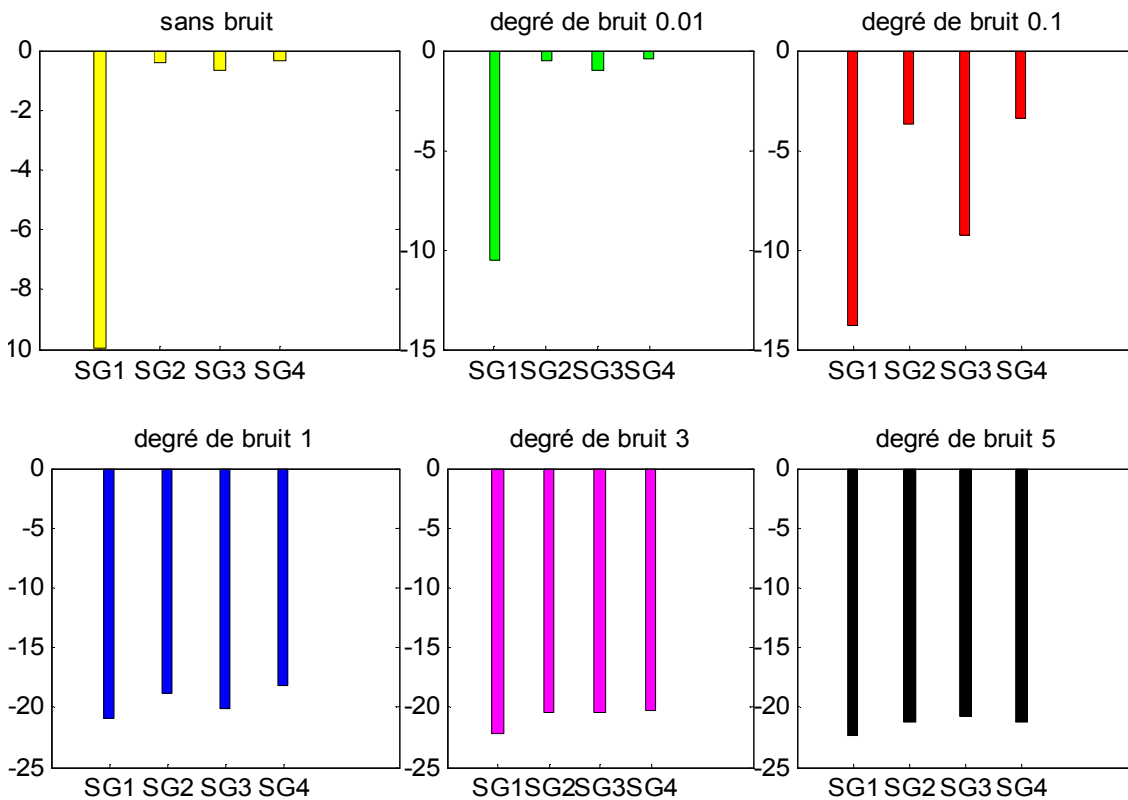 sans bruit
degré de bruit 0.01
degré de bruit 0.1
0
-2
-4
-6
-8
10
SG1 SG2 SG3 SG4
0
-5
-10
-15
SG1SG2SG3SG4
0
-5
-10
-15
SG1 SG2 SG3 SG4
degré de bruit 1
degré de bruit 3
degré de bruit 5
0
-5
-10
-15
-20
-25
SG1 SG2 SG3 SG4
0
-5
-10
-15
-20
-25
SG1SG2SG3SG4
0
-5
-10
-15
-20
-25
SG1 SG2 SG3 SG4